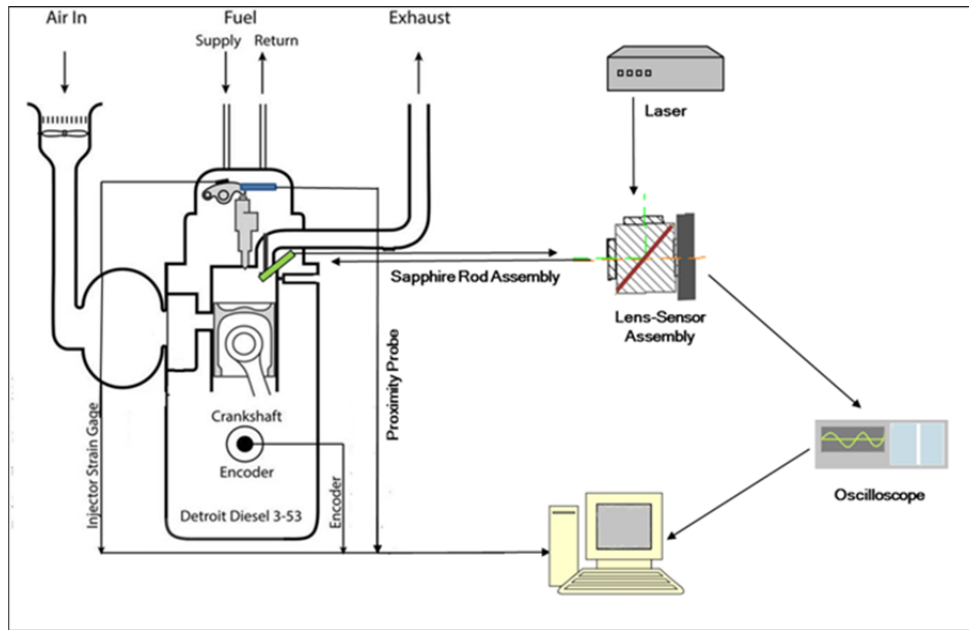 Air In
Fuel
Exhaust
Supply
Return
Laser
Sapphire Rod Assembly
Lens-Sensor
Assembly
Proximity Probe
Injector Strain Gage
Crankshaft
Encoder
Encoder
Detroit Diesel 3-53
Oscilloscope